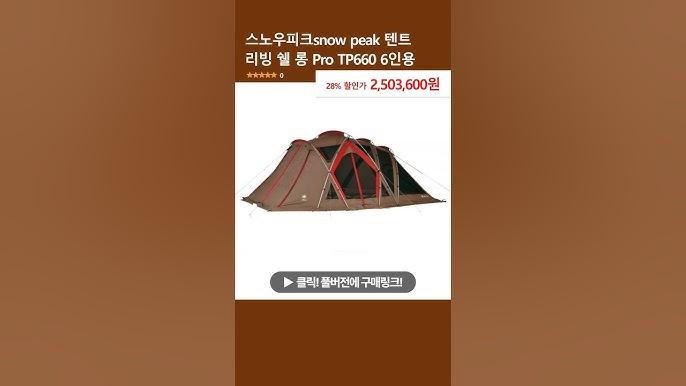 스노우피크snow peak 텐트
리빙 쉘 롱 Pro TP660 6인용
★★★★★ 0
28% 할인가 2,503,600원
▶ 클릭! 풀버전에 구매링크!